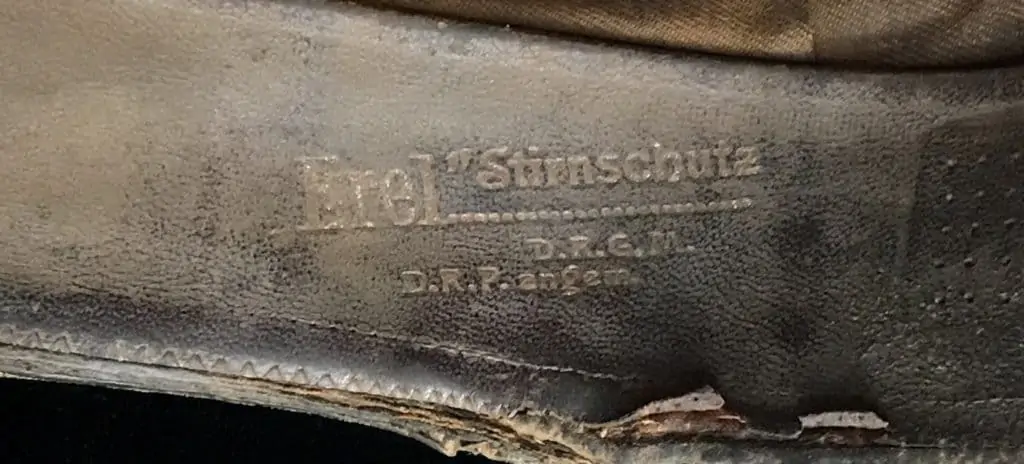 Erel "Stirnschutz
D.R.G.M.
D.R.P. angem.